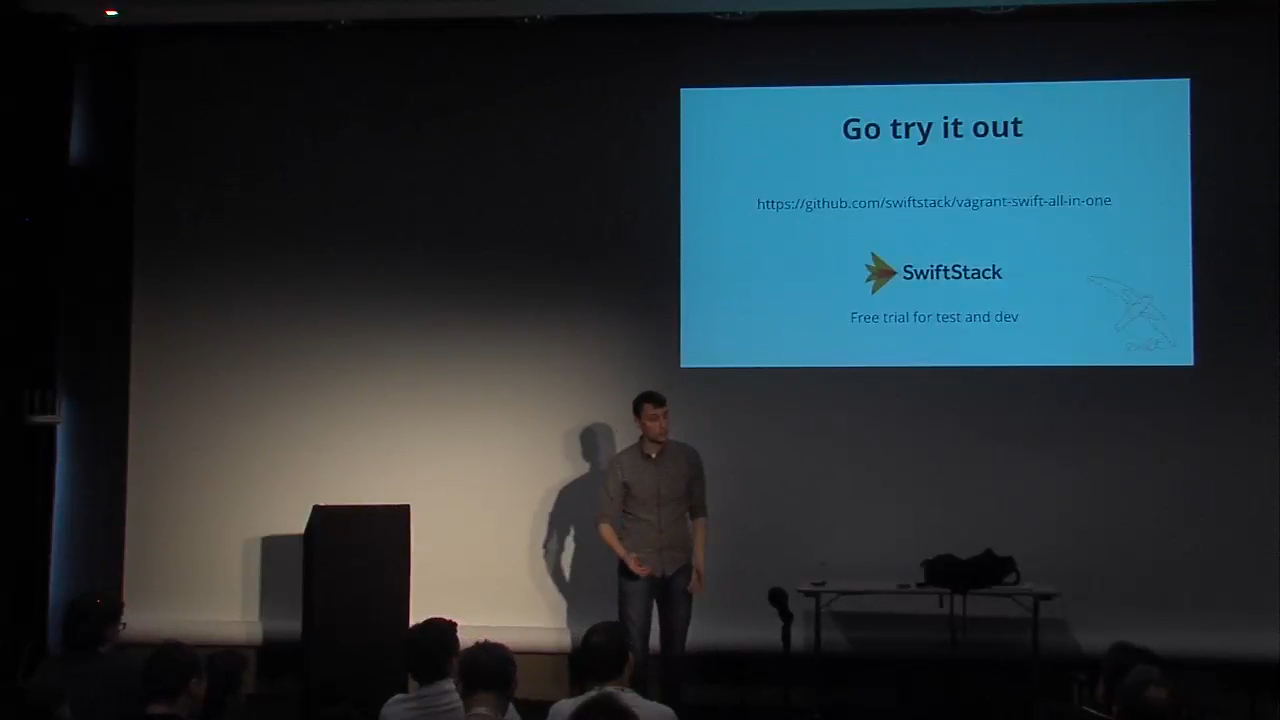 Go try it out
https://github.com/swiftstack/vagrant-swift-all-in-one
SwiftStack
Free trial for test and dev